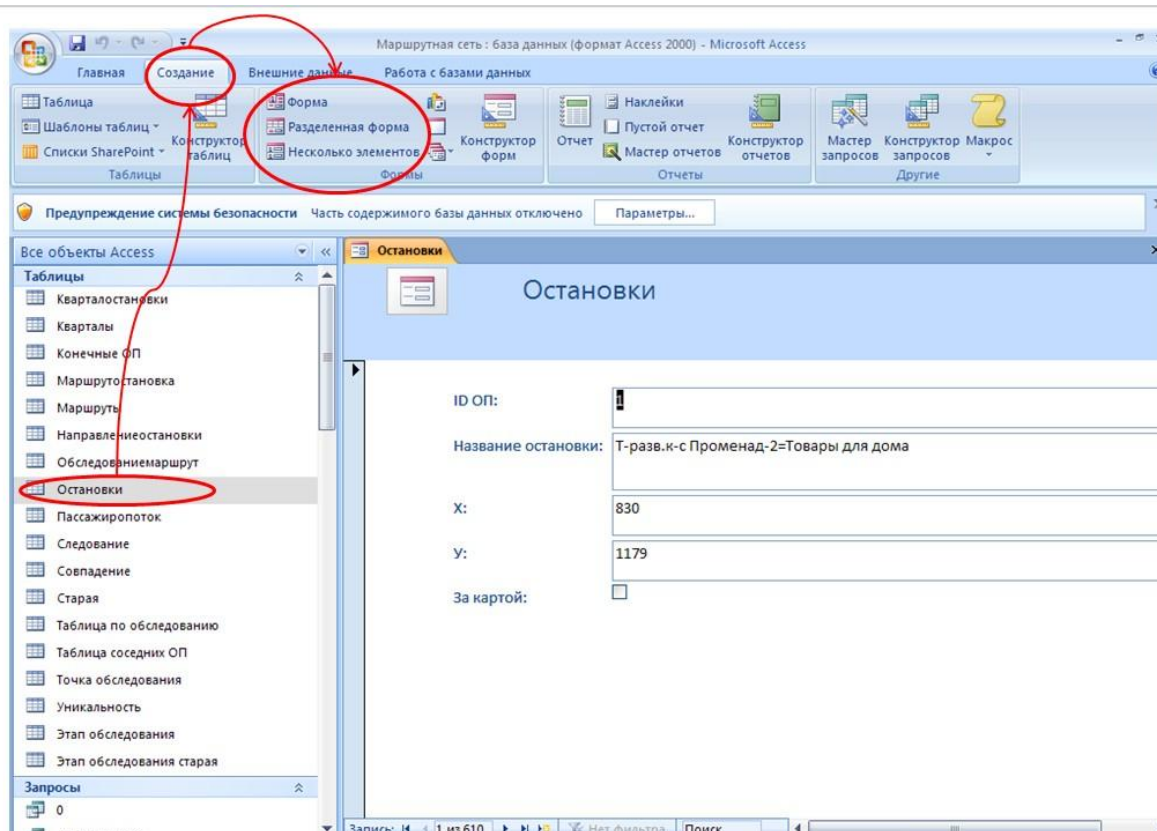 Маршрутная сеть : база данных (формат Access 2000) - Microsoft Access
Главная Создание Внешние данные Работа с базами данных
Таблица
Шаблоны таблиц
Списки SharePoint
Конструктор таблиц
Таблицы
Форма
Разделенная форма
Несколько элементов
Конструктор форм
Формы
Отчет
Наклейки
Пустой отчет
Мастер отчетов
Конструктор отчетов
Отчеты
Мастер запросов
Конструктор запросов
Макрос
Другие
Предупреждение системы безопасности Часть содержимого базы данных отключено Параметры...
Все объекты Access
Таблицы
Кварталостановки
Кварталы
Конечные ОП
Маршрутостановка
Маршруты
Направлениеостановки
Обследованиемаршрут
Остановки
Пассажиропоток
Следование
Совпадение
Старая
Таблица по обследованию
Таблица соседних ОП
Точка обследования
Уникальность
Этап обследования
Этап обследования старая
Запросы
0
Остановки
Остановки
ID ОП: 1
Название остановки: Т-разв.к-с Променад-2=Товары для дома
X: 830
У: 1179
За картой:
Запись: 1 из 610 Нет фильтра Поиск